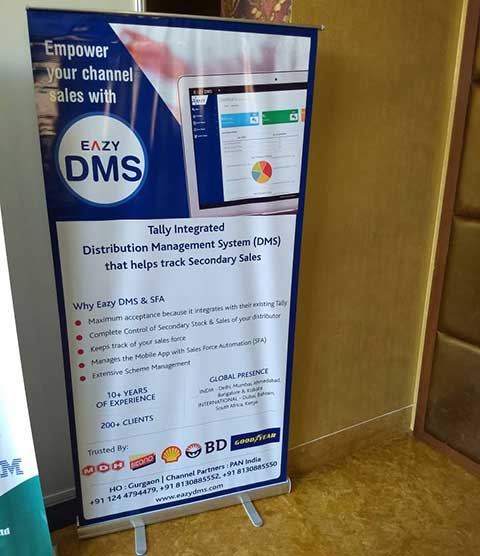 Empower
your channel
sales with
EAZY
DMS
EAZY DMS
Tally Integrated
Distribution Management System (DMS)
that helps track Secondary Sales
Why Eazy DMS & SFA
Maximum acceptance because it integrates with their existing Tally
Complete Control of Secondary Stock & Sales of your distributor
Keeps track of your sales force
Manages the Mobile App with Sales Force Automation (SFA)
Extensive Scheme Management
10+ YEARS
OF EXPERIENCE
200+ CLIENTS
GLOBAL PRESENCE
INDIA - Delhi, Mumbai, Ahmedabad,
Bangalore & Kolkata
INTERNATIONAL - Dubai, Bahrain,
South Africa, Kenya
Trusted By:
MDH
BD
GOODYEAR
HO : Gurgaon | Channel Partners : PAN India
+91 124 4794479, +91 8130885552, +91 8130885550
www.eazydms.com
M
td